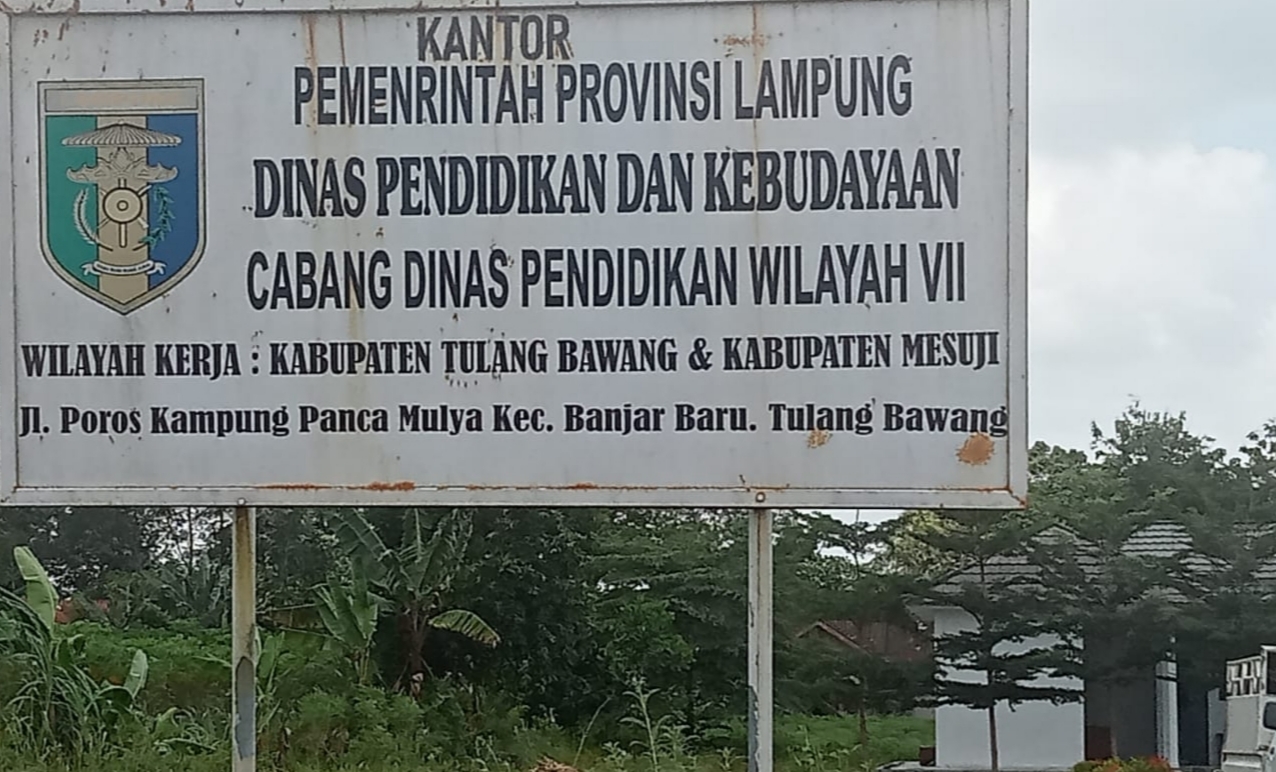 KANTOR
PEMENRINTAH PROVINSI LAMPUNG
DINAS PENDIDIKAN DAN KEBUDAYAAN
CABANG DINAS PENDIDIKAN WILAYAH VII
WILAYAH KERJA : KABUPATEN TULANG BAWANG & KABUPATEN MESUJI
Jl. Poros Kampung Panca Mulya Kec. Banjar Baru. Tulang Bawang